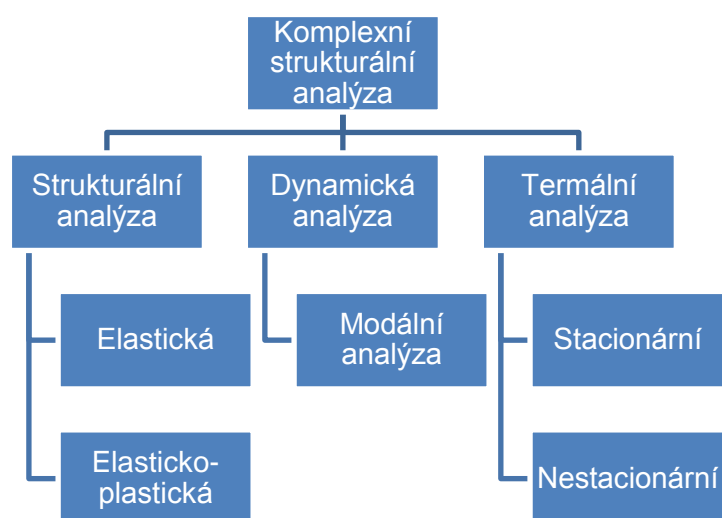 Komplexní
strukturální
analýza
Strukturální
analýza
Dynamická
analýza
Termální
analýza
Elastická
Modální
analýza
Stacionární
Elasticko-
plastická
Nestacionární